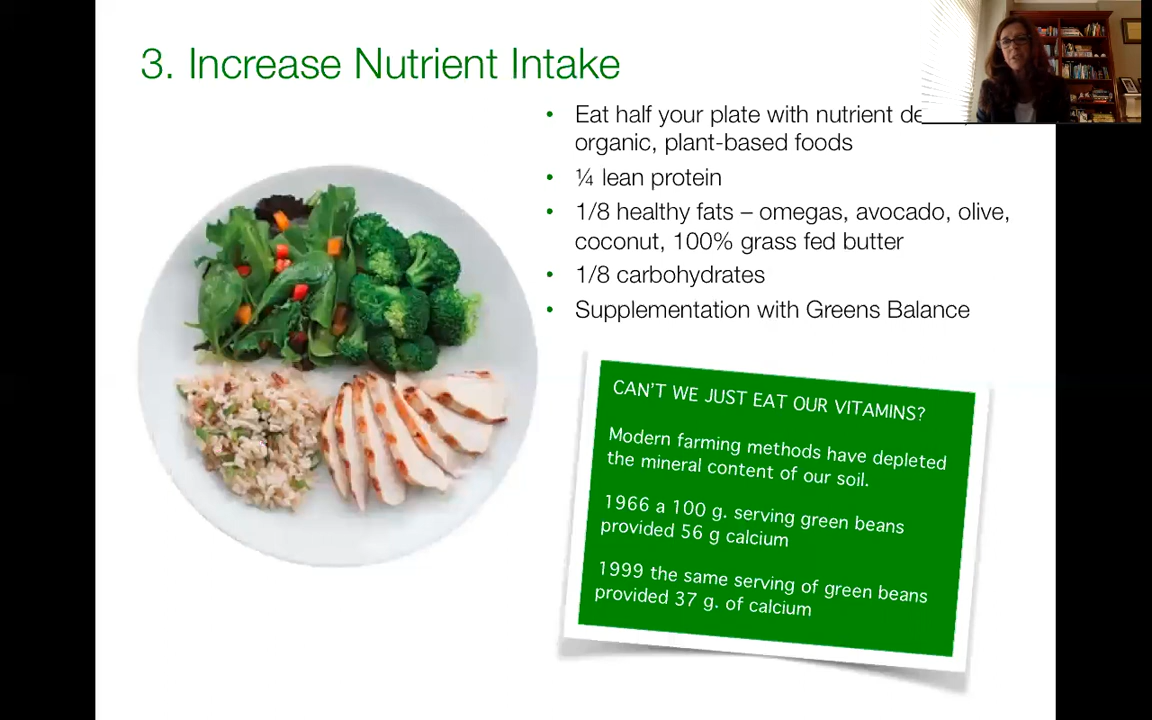 3. Increase Nutrient Intake
• Eat half your plate with nutrient
organic, plant-based foods
• ¼ lean protein
• 1/8 healthy fats – omegas, avocado, olive,
coconut, 100% grass fed butter
• 1/8 carbohydrates
• Supplementation with Greens Balance
CAN'T WE JUST EAT OUR VITAMINS?
Modern farming methods have depleted
the mineral content of our soil.
1966 a 100 g. serving green beans
provided 56 g calcium
1999 the same serving of green beans
provided 37 g. of calcium